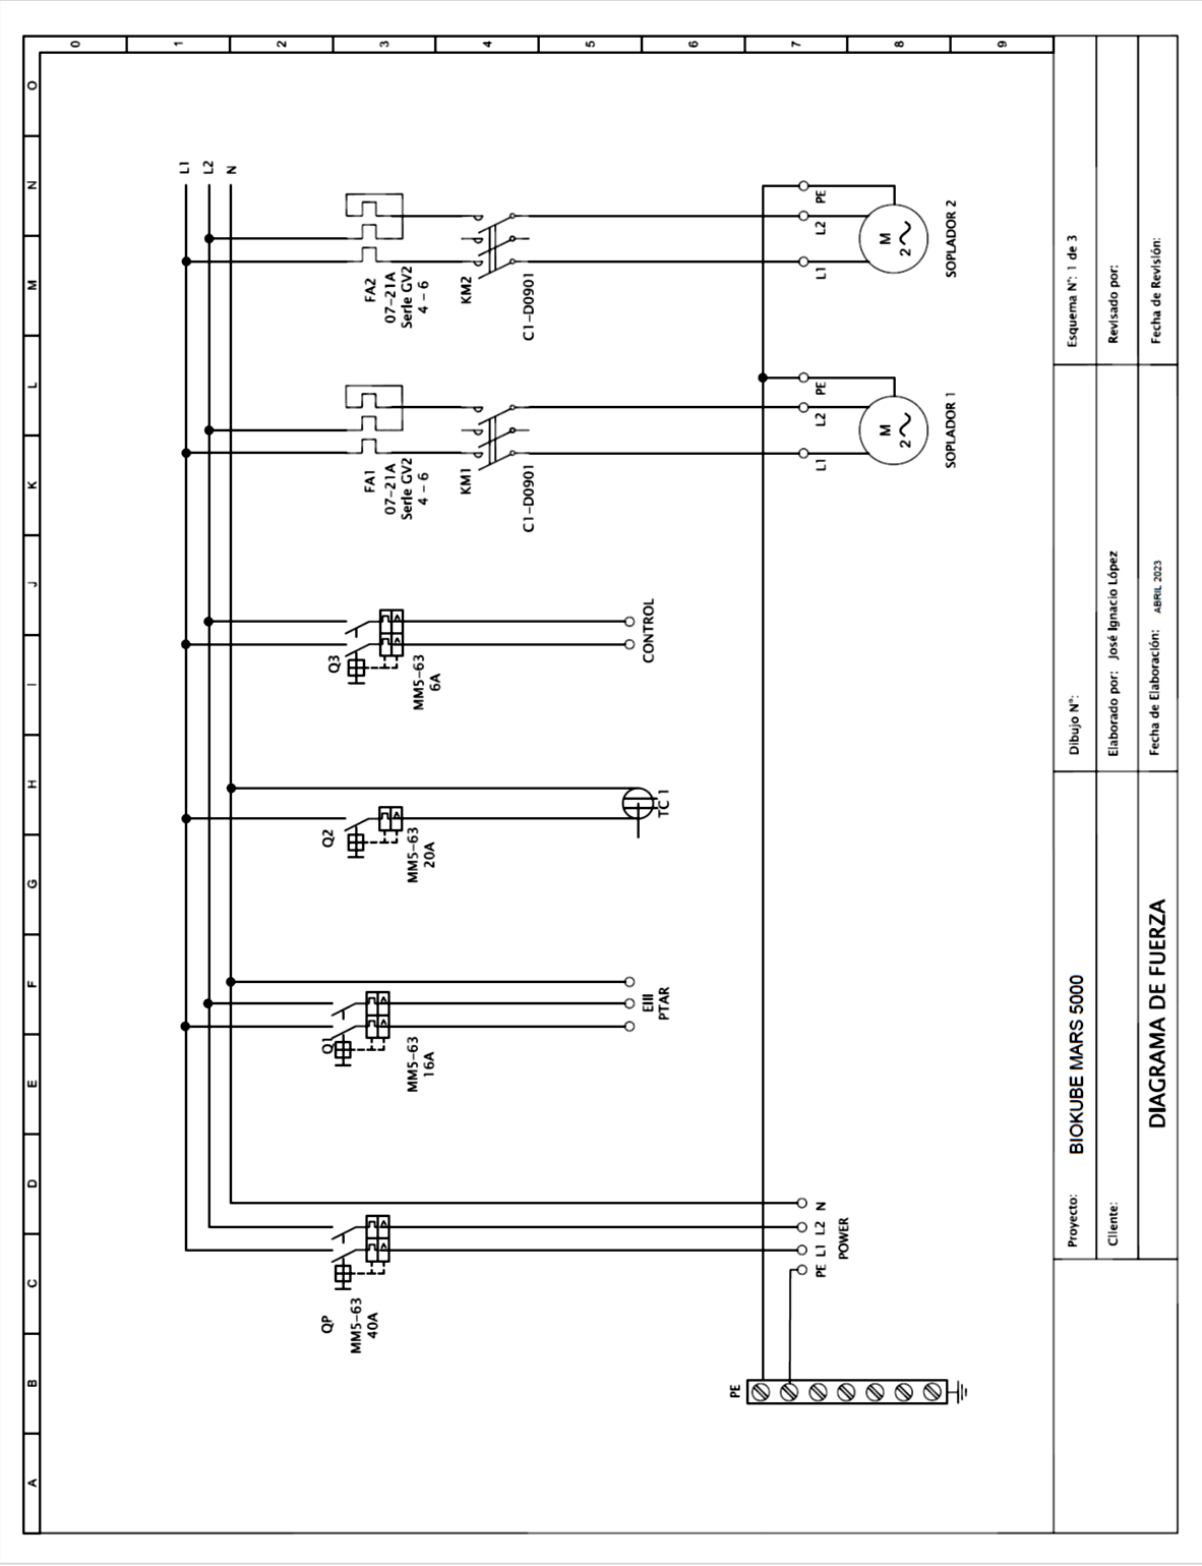 A B C D E F G H I J K L M N O
0
1
2
3
4
5
6
7
8
9
L1
L2
N
QP
MM5-63
40A
PE L1 L2 N
POWER
PE
Q1
MM5-63
16A
EIII
PTAR
Q2
MM5-63
20A
TC 1
Q3
MM5-63
6A
CONTROL
FA1
07-21A
Serie GV2
4 - 6
KM1
C1-D0901
L1 L2 PE
M
2
SOPLADOR 1
FA2
07-21A
Serie GV2
4 - 6
KM2
C1-D0901
L1 L2 PE
M
2
SOPLADOR 2
Proyecto: BIOKUBE MARS 5000
Dibujo N°:
Esquema N°: 1 de 3
Cliente:
Elaborado por: José Ignacio López
Revisado por:
DIAGRAMA DE FUERZA
Fecha de Elaboración: ABRIL 2023
Fecha de Revisión: